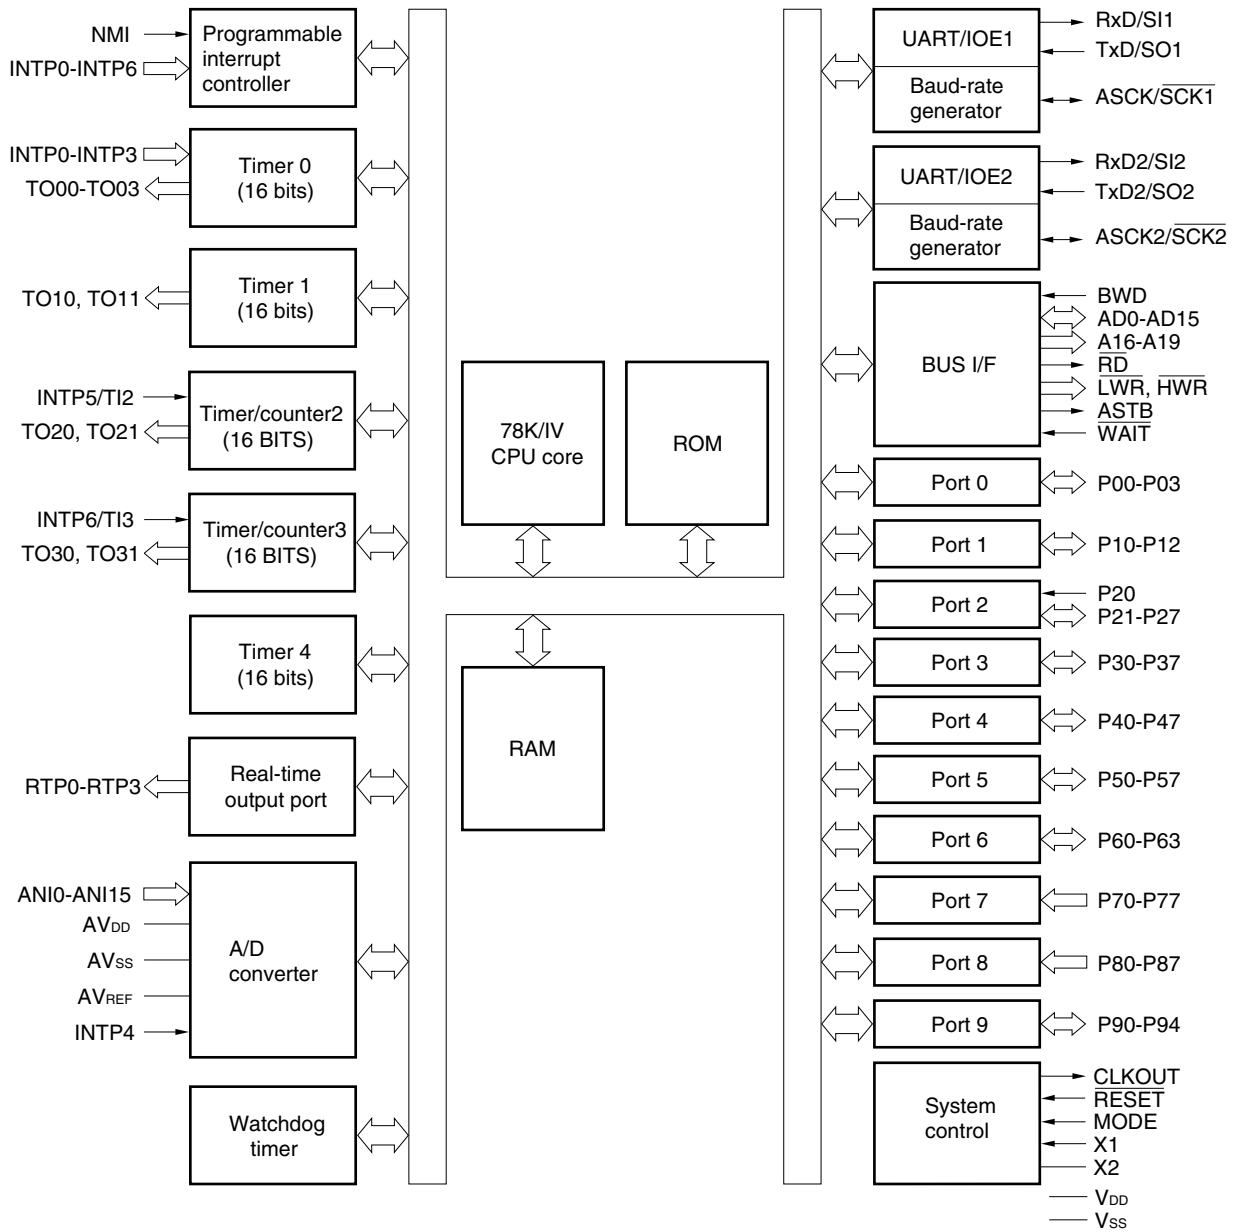 NMI
INTP0-INTP6
Programmable
interrupt
controller
INTP0-INTP3
TO00-TO03
Timer 0
(16 bits)
TO10, TO11
Timer 1
(16 bits)
INTP5/TI2
TO20, TO21
Timer/counter2
(16 BITS)
INTP6/TI3
TO30, TO31
Timer/counter3
(16 BITS)
Timer 4
(16 bits)
RTP0-RTP3
Real-time
output port
ANI0-ANI15
AVDD
AVSS
AVREF
INTP4
A/D
converter
Watchdog
timer
78K/IV
CPU core
ROM
RAM
UART/IOE1
Baud-rate
generator
RxD/SI1
TxD/SO1
ASCK/S̅C̅K̅1̅
UART/IOE2
Baud-rate
generator
RxD2/SI2
TxD2/SO2
ASCK2/S̅C̅K̅2̅
BUS I/F
BWD
AD0-AD15
A16-A19
R̅D̅
L̅W̅R̅, H̅W̅R̅
ASTB
W̅A̅I̅T̅
Port 0
P00-P03
Port 1
P10-P12
Port 2
P20
P21-P27
Port 3
P30-P37
Port 4
P40-P47
Port 5
P50-P57
Port 6
P60-P63
Port 7
P70-P77
Port 8
P80-P87
Port 9
P90-P94
System
control
CLKOUT
R̅E̅S̅E̅T̅
MODE
X1
X2
VDD
VSS